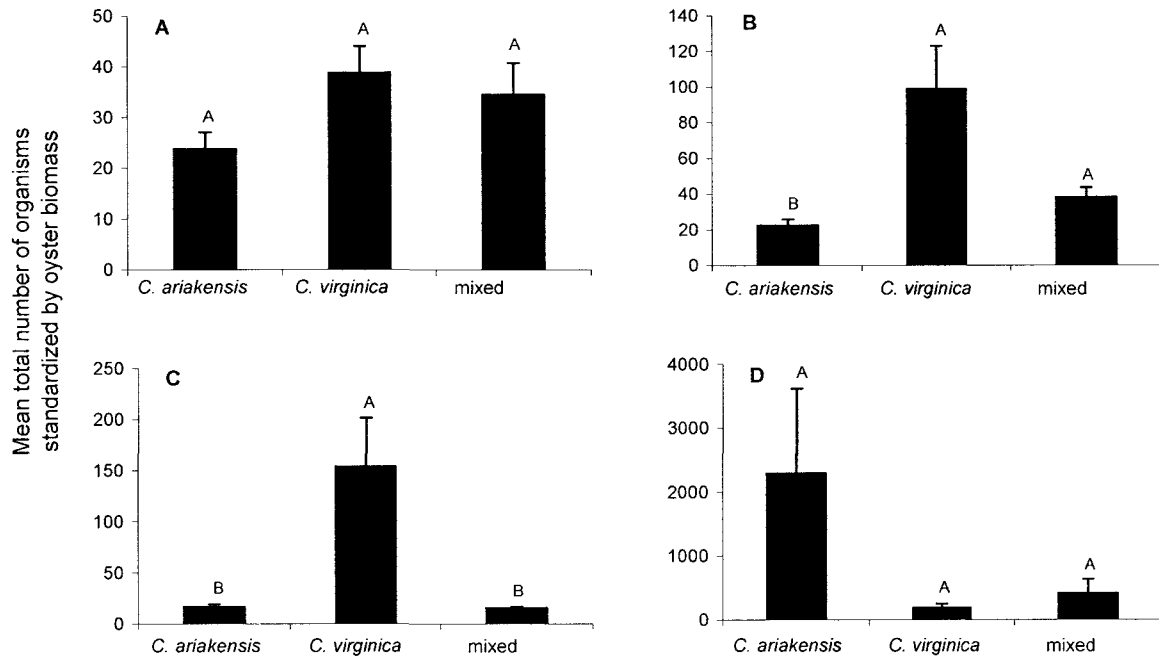 Mean total number of organisms
standardized by oyster biomass
A
50
40
30
20
10
0
A
A
A
C. ariakensis C. virginica mixed
B
140
120
100
80
60
40
20
0
B
A
A
C. ariakensis C. virginica mixed
C
250
200
150
100
50
0
B
A
B
C. ariakensis C. virginica mixed
D
4000
3000
2000
1000
0
A
A
A
C. ariakensis C. virginica mixed